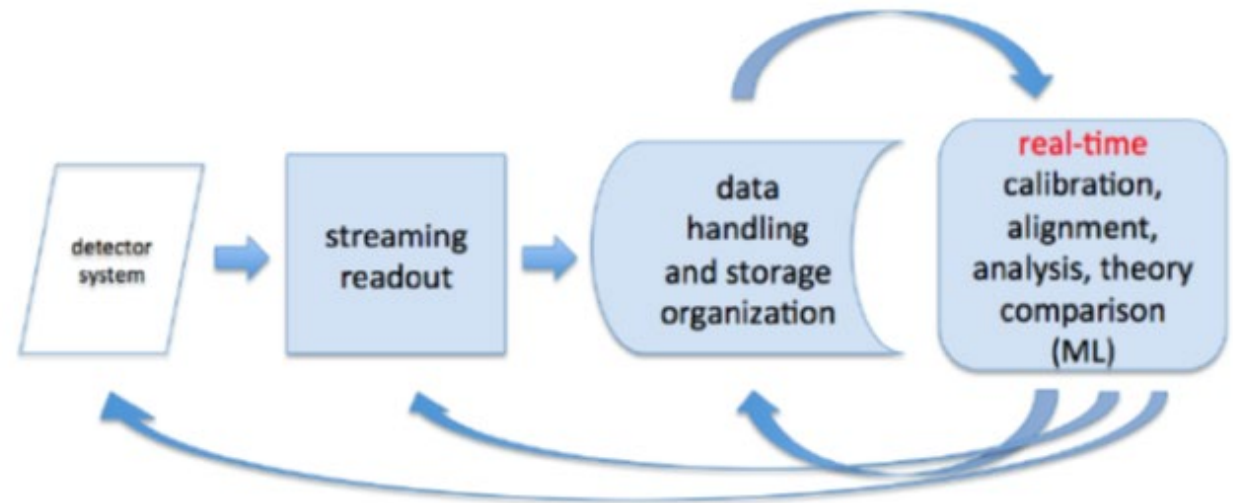 detector
system
streaming
readout
data
handling
and storage
organization
real-time
calibration,
alignment,
analysis, theory
comparison
(ML)